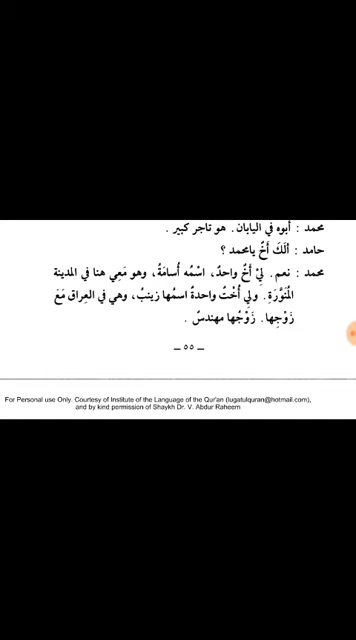 محمد : أبوه في اليابان. هو تاجر كبير .
حامد : أَلَكَ أَخٌ يا محمد ؟
محمد : نعم. لِيْ أَخٌ واحدٌ، اسْمُه أُسامَةُ، وهو مَعِي هنا في المدينة
المُنَوَّرَةِ. ولي أُخْتٌ واحدةٌ اسمُها زينبُ، وهي في العِراق مَعَ
زَوْجِها. زَوْجُها مهندسٌ .
– ٥٥ –
For Personal use Only. Courtesy of Institute of the Language of the Qur'an (lugatulquran@hotmail.com),
and by kind permission of Shaykh Dr. V. Abdur Raheem